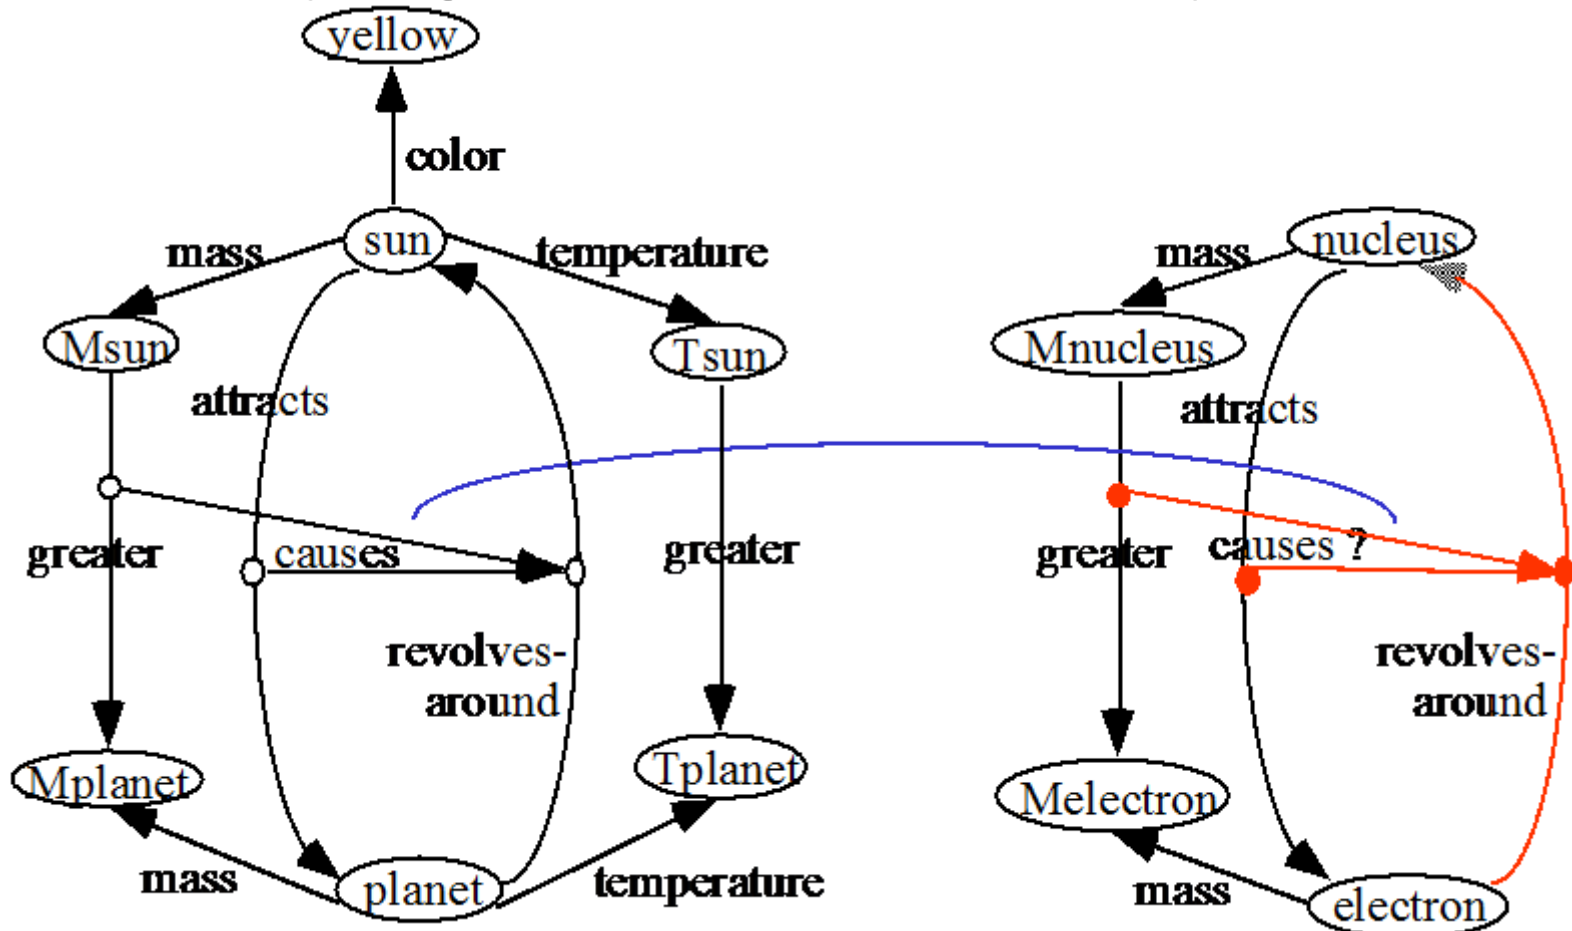 yellow
color
sun
mass
temperature
Msun
Tsun
attracts
greater
causes
greater
revolves-
around
Mplanet
Tplanet
mass
planet
temperature
nucleus
mass
Mnucleus
attracts
greater
causes ?
revolves-
around
Melectron
mass
electron